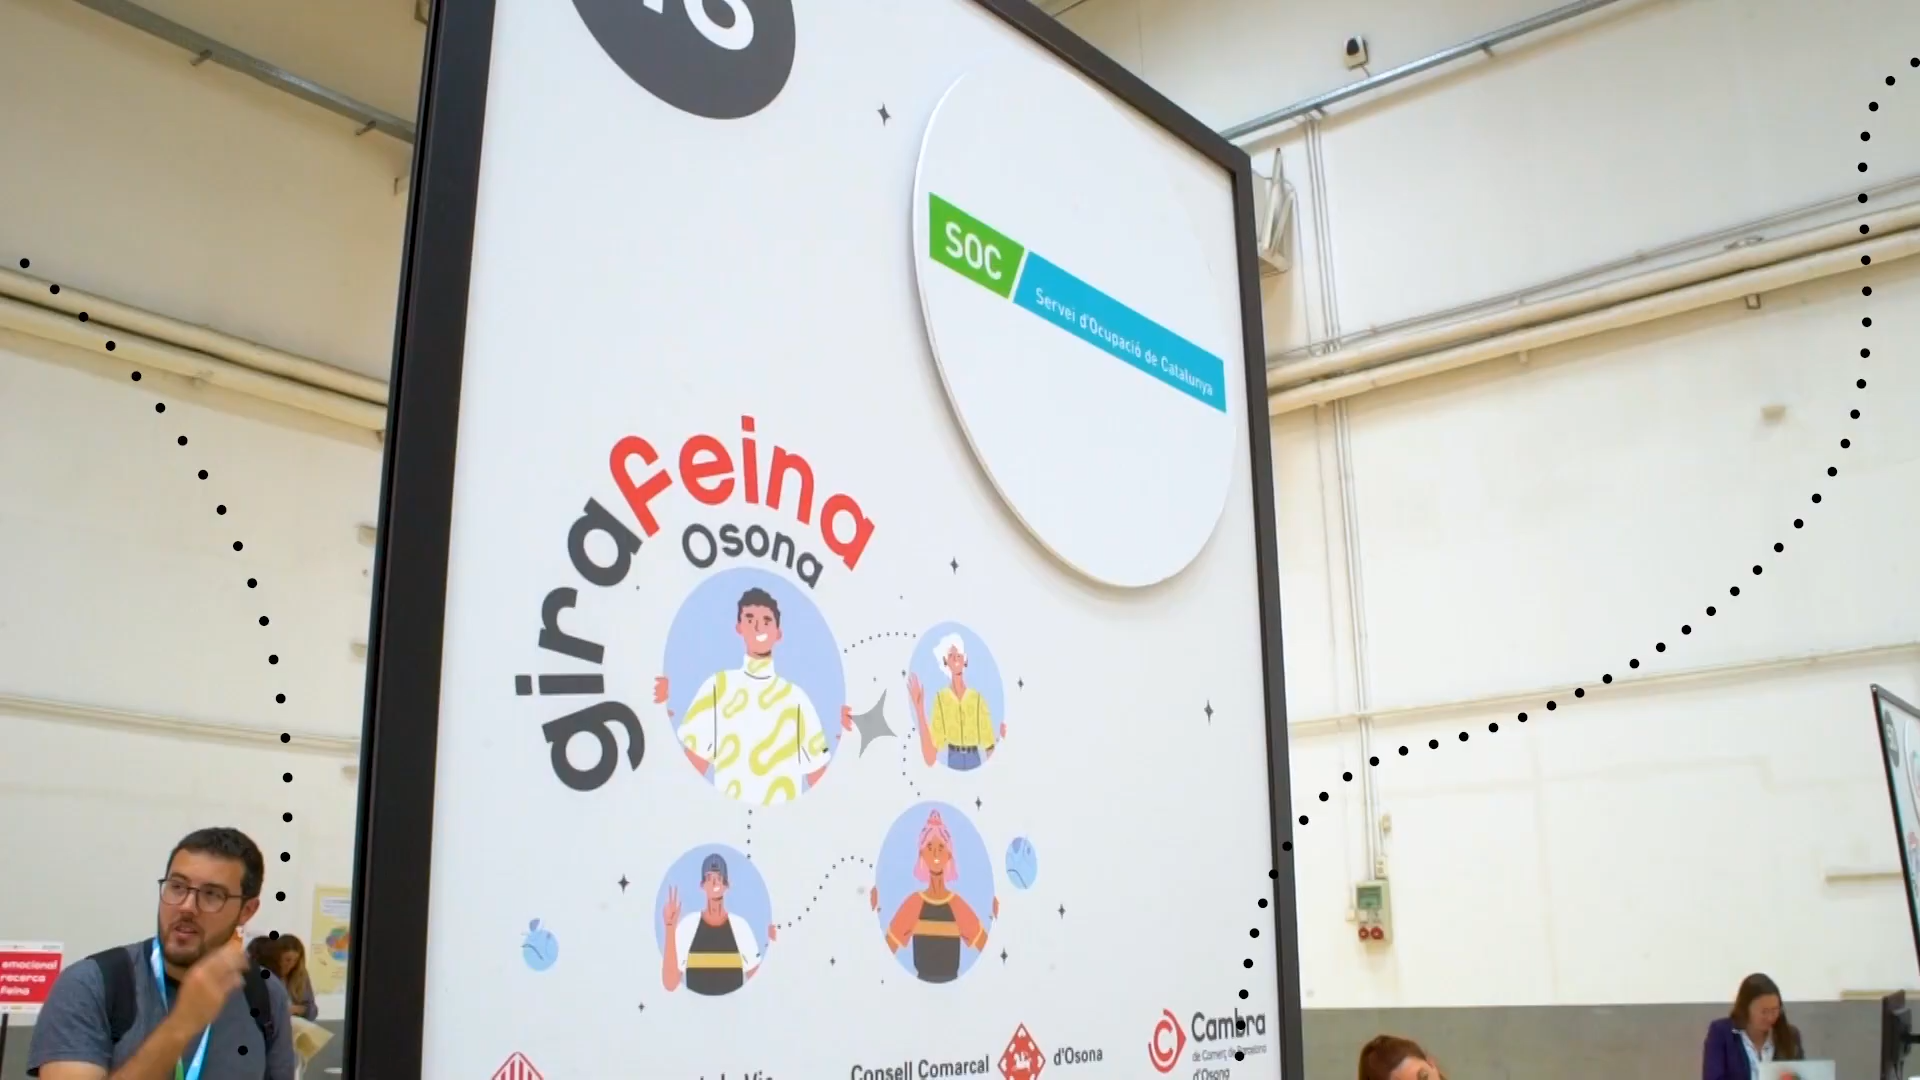 SOC
Servei d'Ocupació de Catalunya
girafeina
Osona
emocional
recerca
feina
Consell Comarcal
d'Osona
Cambra
de Comerç de Barcelona
d'Osona